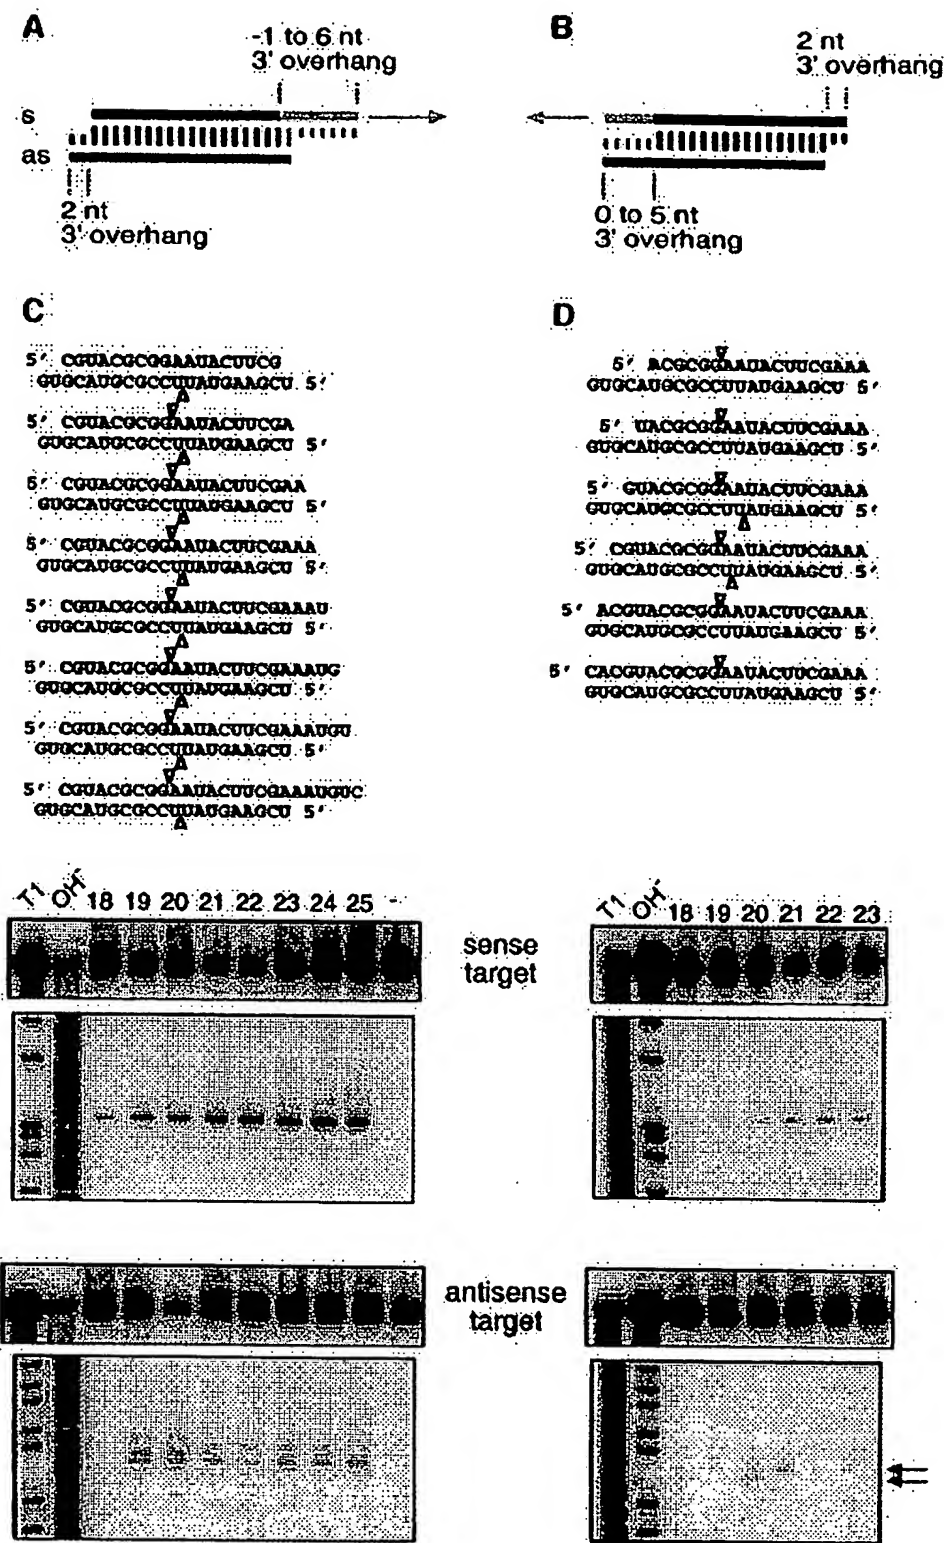 A
-1 to 6 nt
3' overhang
s
as
2 nt
3' overhang
B
2 nt
3' overhang
0 to 5 nt
3' overhang
C
5' CGUACGCGGAAUACUUCG
GUGCAUGCGCCUUAUGAAGCU 5'
5' CGUACGCGGAAUACUUCGA
GUGCAUGCGCCUUAUGAAGCU 5'
5' CGUACGCGGAAUACUUCGAA
GUGCAUGCGCCUUAUGAAGCU 5'
5' CGUACGCGGAAUACUUCGAAA
GUGCAUGCGCCUUAUGAAGCU 5'
5' CGUACGCGGAAUACUUCGAAAU
GUGCAUGCGCCUUAUGAAGCU 5'
5' CGUACGCGGAAUACUUCGAAAUG
GUGCAUGCGCCUUAUGAAGCU 5'
5' CGUACGCGGAAUACUUCGAAAUGU
GUGCAUGCGCCUUAUGAAGCU 5'
5' CGUACGCGGAAUACUUCGAAAUGUC
GUGCAUGCGCCUUAUGAAGCU 5'
D
5' ACGCGGAAUACUUCGAAA
GUGCAUGCGCCUUAUGAAGCU 5'
5' UACGCGGAAUACUUCGAAA
GUGCAUGCGCCUUAUGAAGCU 5'
5' GUACGCGGAAUACUUCGAAA
GUGCAUGCGCCUUAUGAAGCU 5'
5' CGUACGCGGAAUACUUCGAAA
GUGCAUGCGCCUUAUGAAGCU 5'
5' ACGUACGCGGAAUACUUCGAAA
GUGCAUGCGCCUUAUGAAGCU 5'
5' CACGUACGCGGAAUACUUCGAAA
GUGCAUGCGCCUUAUGAAGCU 5'
T1 OH- 18 19 20 21 22 23 24 25 -
sense
target
T1 OH- 18 19 20 21 22 23
antisense
target